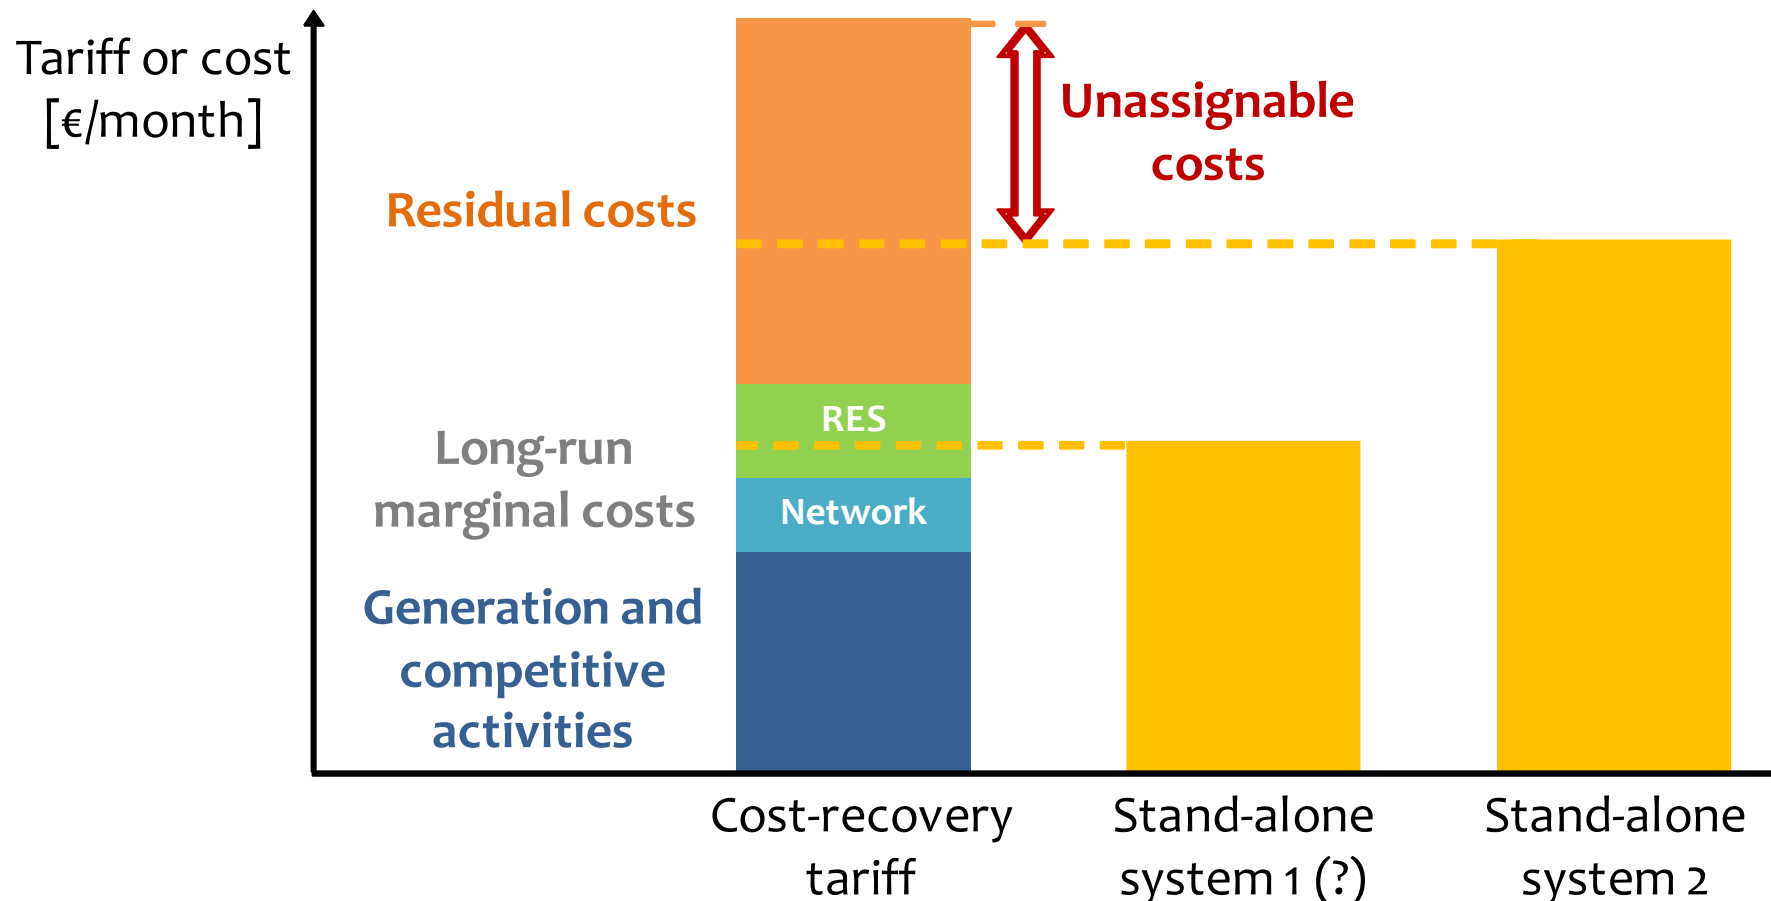 Tariff or cost
[€/month]
Unassignable
costs
Residual costs
RES
Long-run
marginal costs
Network
Generation and
competitive
activities
Cost-recovery
tariff
Stand-alone
system 1 (?)
Stand-alone
system 2